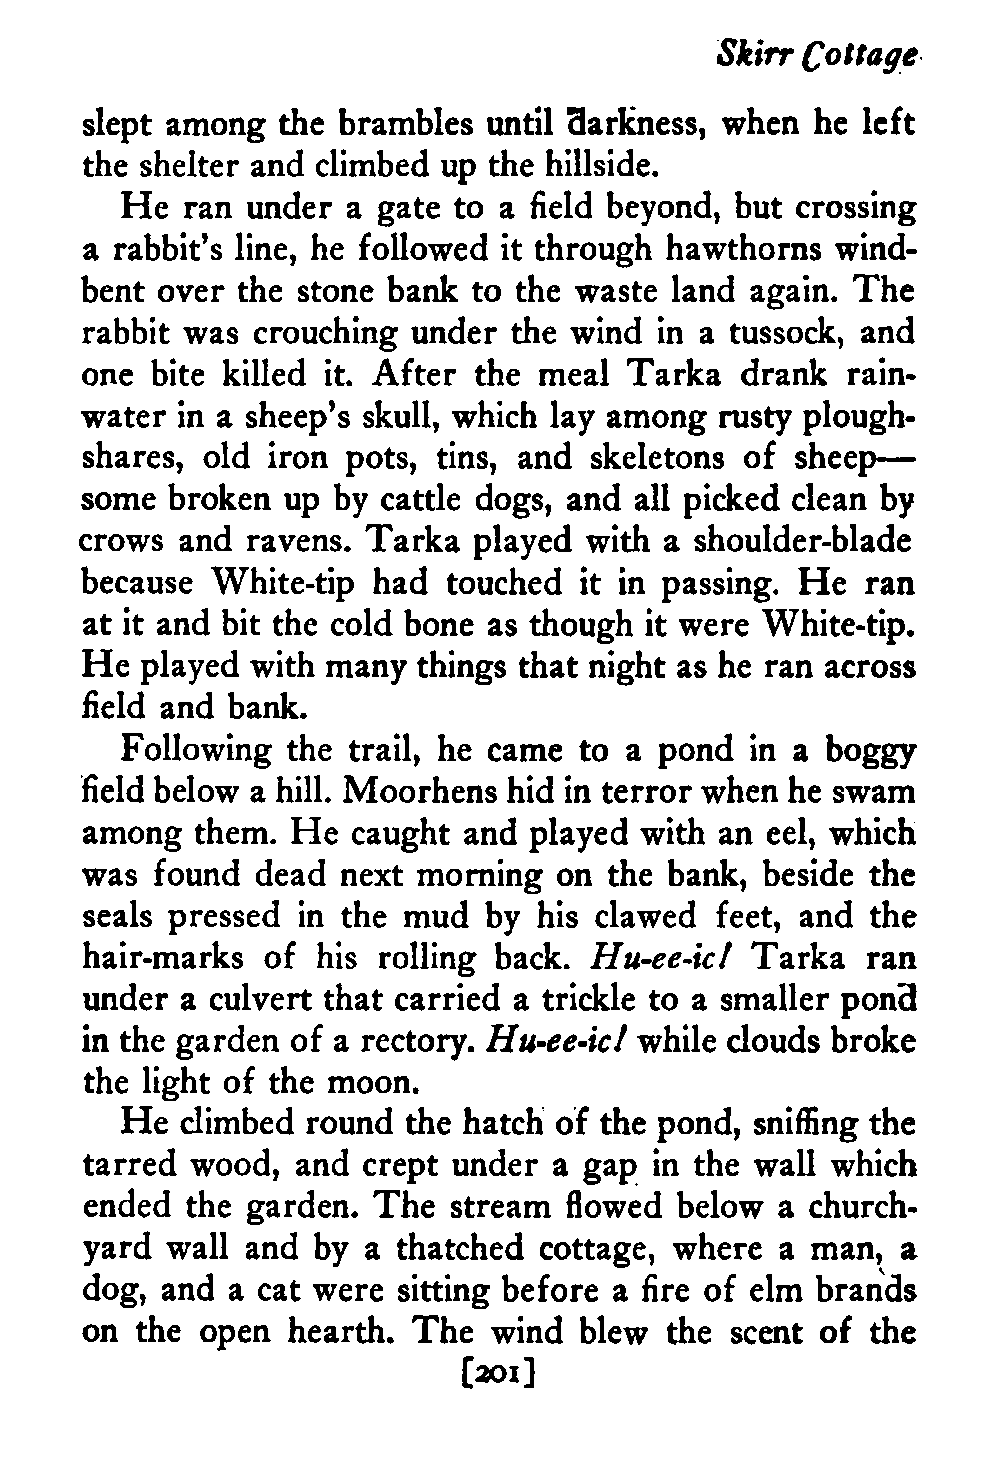 Skirr Cottage
slept among the brambles until darkness, when he left
the shelter and climbed up the hillside.
He ran under a gate to a field beyond, but crossing
a rabbit's line, he followed it through hawthorns wind-
bent over the stone bank to the waste land again. The
rabbit was crouching under the wind in a tussock, and
one bite killed it. After the meal Tarka drank rain-
water in a sheep's skull, which lay among rusty plough-
shares, old iron pots, tins, and skeletons of sheep—
some broken up by cattle dogs, and all picked clean by
crows and ravens. Tarka played with a shoulder-blade
because White-tip had touched it in passing. He ran
at it and bit the cold bone as though it were White-tip.
He played with many things that night as he ran across
field and bank.
Following the trail, he came to a pond in a boggy
field below a hill. Moorhens hid in terror when he swam
among them. He caught and played with an eel, which
was found dead next morning on the bank, beside the
seals pressed in the mud by his clawed feet, and the
hair-marks of his rolling back. Hu-ee-ic! Tarka ran
under a culvert that carried a trickle to a smaller pond
in the garden of a rectory. Hu-ee-ic! while clouds broke
the light of the moon.
He climbed round the hatch of the pond, sniffing the
tarred wood, and crept under a gap in the wall which
ended the garden. The stream flowed below a church-
yard wall and by a thatched cottage, where a man, a
dog, and a cat were sitting before a fire of elm brands
on the open hearth. The wind blew the scent of the
[201]